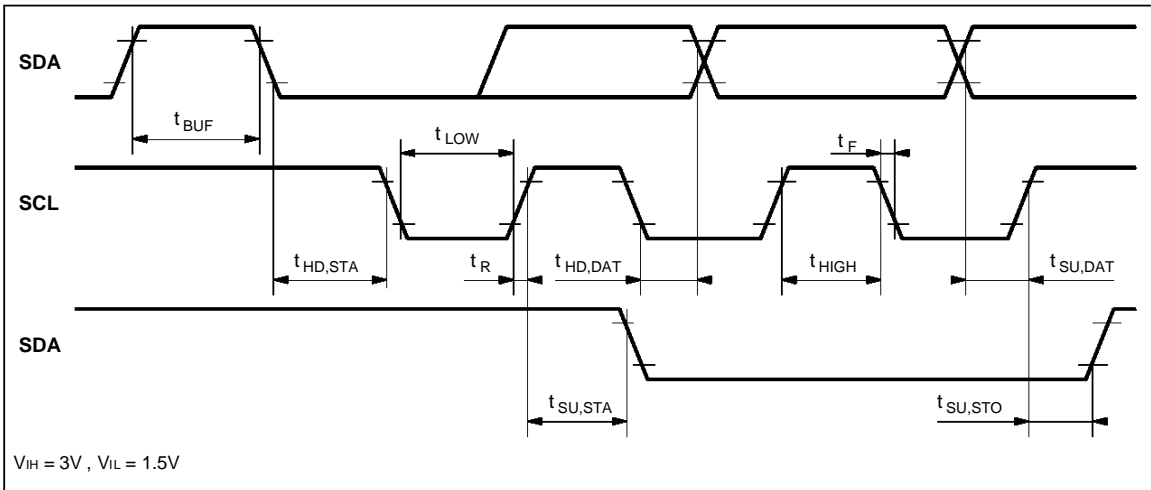 SDA
t BUF
t LOW
t F
SCL
t HD,STA
t R
t HD,DAT
t HIGH
t SU,DAT
SDA
t SU,STA
t SU,STO
VIH = 3V , VIL = 1.5V